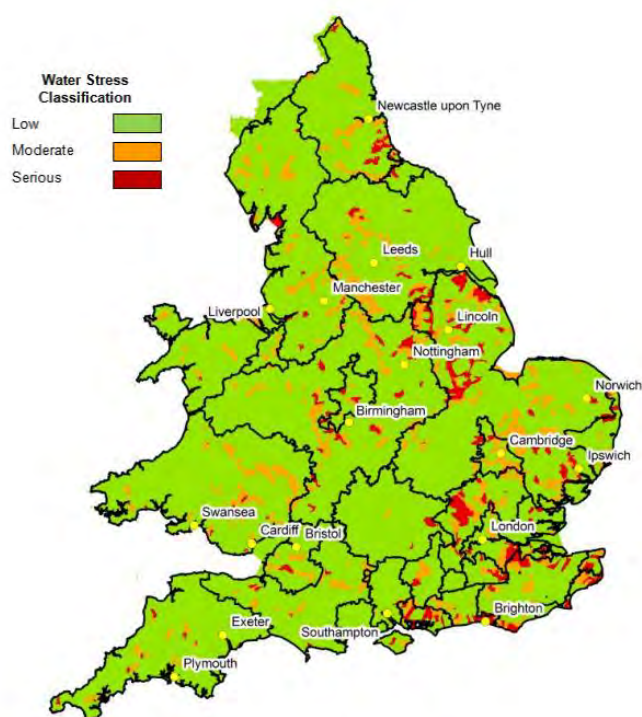 Water Stress
Classification
Low
Moderate
Serious
Newcastle upon Tyne
Leeds
Hull
Manchester
Liverpool
Lincoln
Nottingham
Norwich
Birmingham
Cambridge
Ipswich
Swansea
Cardiff
Bristol
London
Brighton
Southampton
Exeter
Plymouth